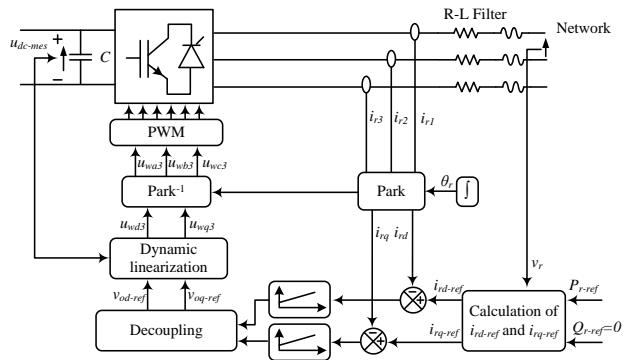 R-L Filter
Network
u_dc-mes
+
−
C
i_r3
i_r2
i_r1
PWM
u_wa3
u_wb3
u_wc3
Park⁻¹
Park
θ_r
∫
u_wd3
u_wq3
i_rq
i_rd
Dynamic
linearization
v_r
v_od-ref
v_oq-ref
i_rd-ref
P_r-ref
−
+
Calculation of
i_rd-ref and i_rq-ref
Decoupling
i_rq-ref
Q_r-ref=0
−
+